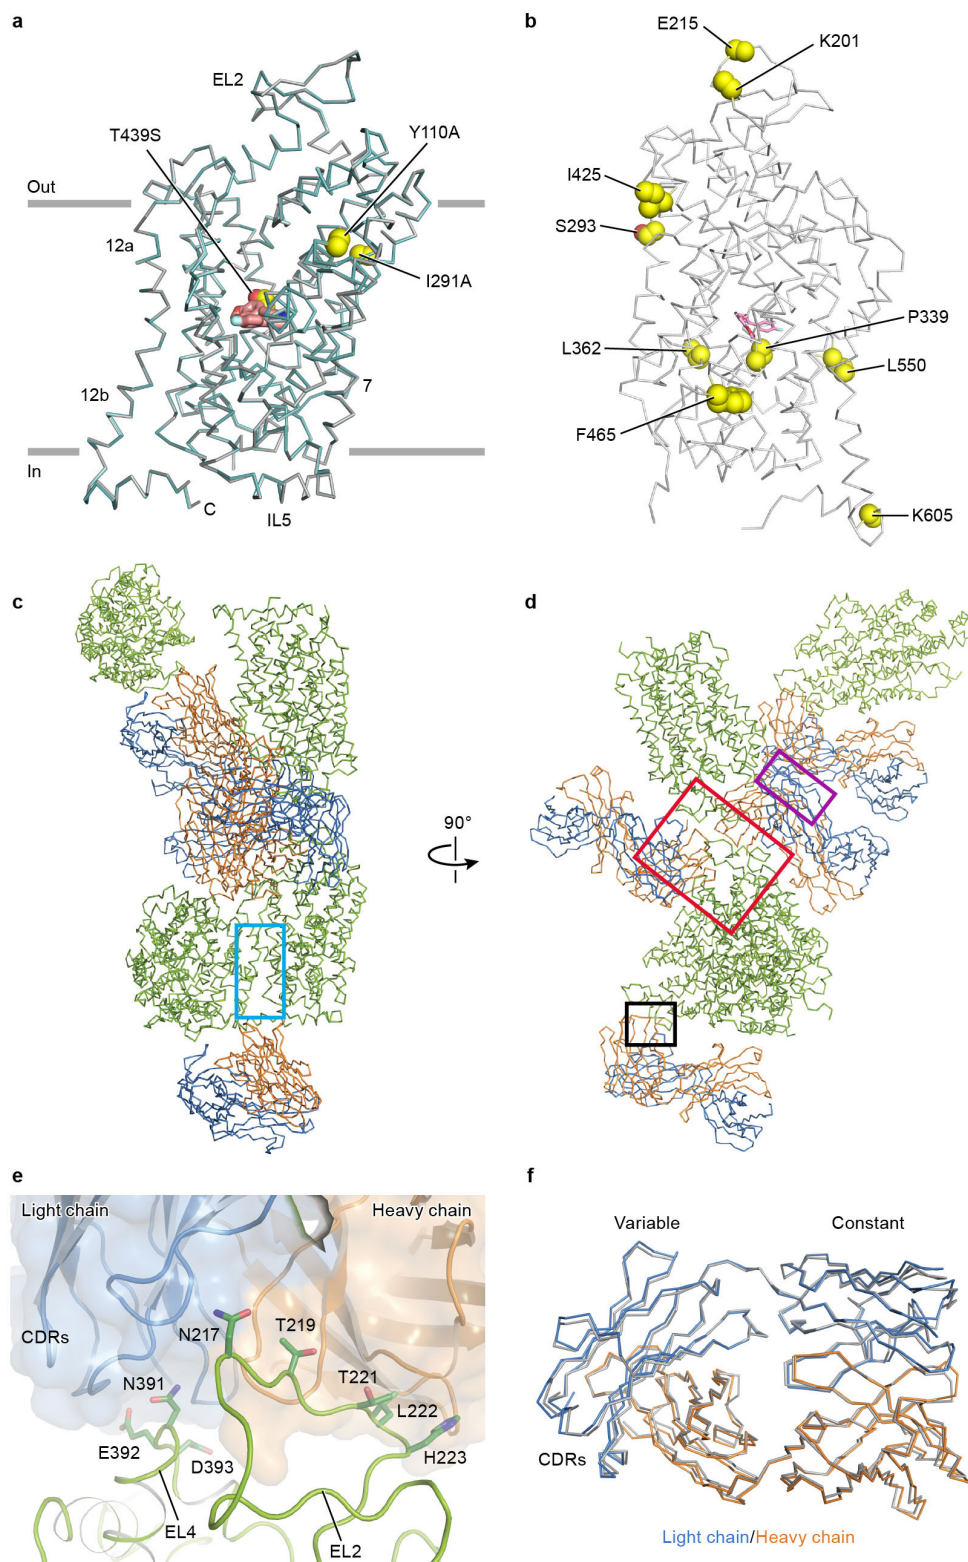 a
EL2
T439S
Y110A
Out
12a
I291A
12b
7
In
C
IL5
b
E215
K201
I425
S293
P339
L362
L550
F465
K605
c
90°
d
e
Light chain
Heavy chain
CDRs
N217
T219
N391
T221
L222
E392
D393
H223
EL4
EL2
f
Variable
Constant
CDRs
Light chain/Heavy chain